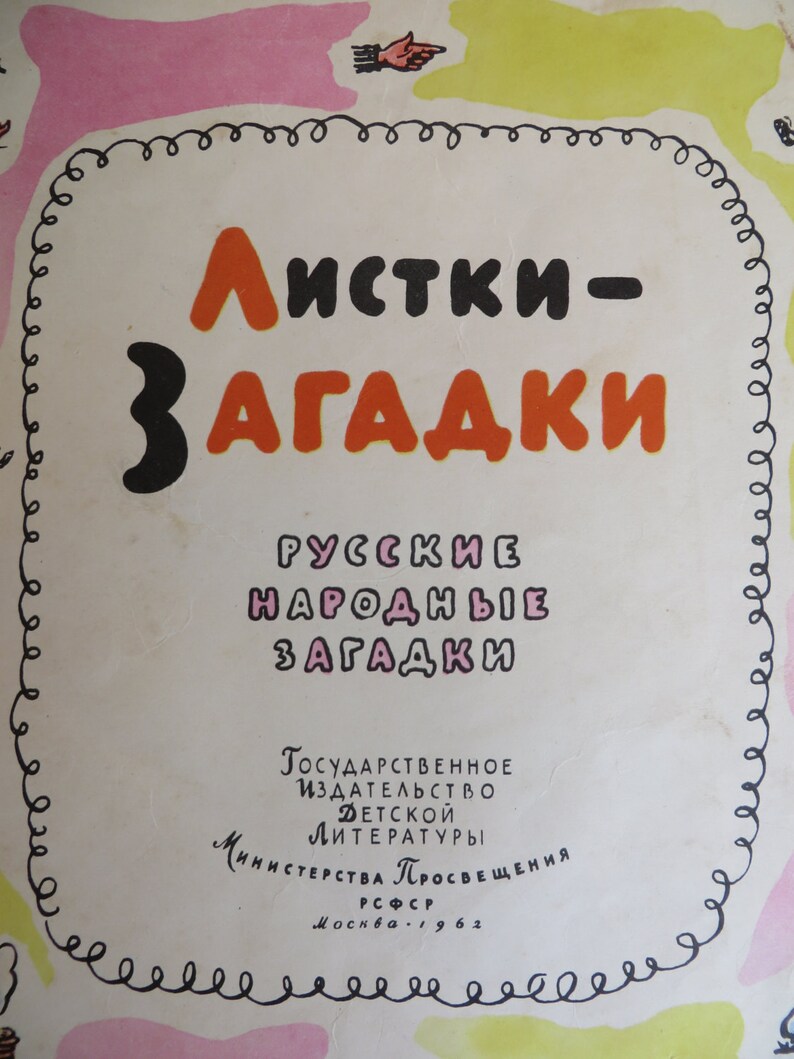 Листки-
Загадки
Русские
народные
загадки
Государственное
Издательство
Детской
Литературы
Министерства Просвещения
РСФСР
Москва • 1962